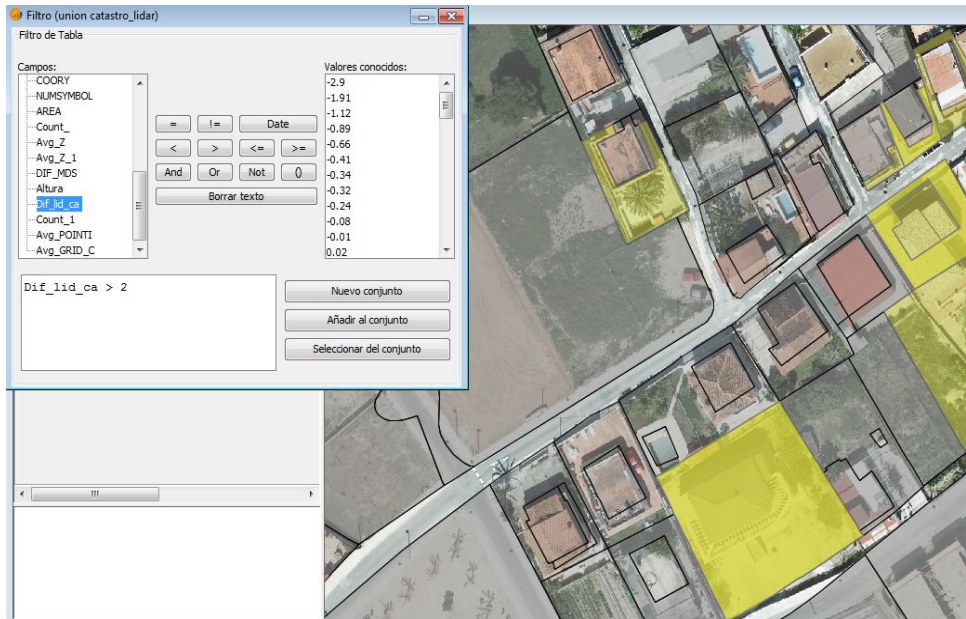 Filtro (union catastro_lidar)
Filtro de Tabla
Campos:
COORY
NUMSYMBOL
AREA
Count_
Avg_Z
Avg_Z_1
DIF_MDS
Altura
Dif_lid_ca
Count_1
Avg_POINTI
Avg_GRID_C
= != Date
< > <= >=
And Or Not ()
Borrar texto
Valores conocidos:
-2.9
-1.91
-1.12
-0.89
-0.66
-0.41
-0.34
-0.32
-0.24
-0.08
-0.01
0.02
Dif_lid_ca > 2
Nuevo conjunto
Añadir al conjunto
Seleccionar del conjunto